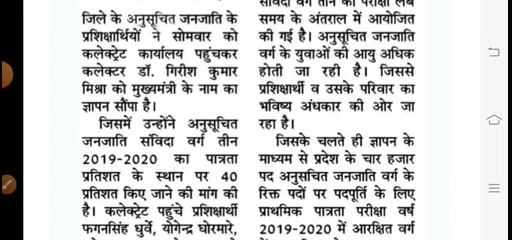 जिले के अनुसूचित जनजाति के
प्रशिक्षार्थियों ने सोमवार को
कलेक्ट्रेट कार्यालय पहुंचकर
कलेक्टर डॉ. गिरीश कुमार
मिश्रा को मुख्यमंत्री के नाम का
ज्ञापन सौंपा है।
जिसमें उन्होंने अनुसूचित
जनजाति संविदा वर्ग तीन
2019-2020 का पात्रता
प्रतिशत के स्थान पर 40
प्रतिशत किए जाने की मांग की
है। कलेक्ट्रेट पहुंचे प्रशिक्षार्थी
फगनसिंह धुर्वे, योगेन्द्र घोरमारे,
संविदा वर्ग तीन की परीक्षा लंबे
समय के अंतराल में आयोजित
की गई है। अनुसूचित जनजाति
वर्ग के युवाओं की आयु अधिक
होती जा रही है। जिससे
प्रशिक्षार्थी व उसके परिवार का
भविष्य अंधकार की ओर जा
रहा है।
जिसके चलते ही ज्ञापन के
माध्यम से प्रदेश के चार हजार
पद अनुसचित जनजाति वर्ग के
रिक्त पदों पर पदपूर्ति के लिए
प्राथमिक पात्रता परीक्षा वर्ष
2019-2020 में आरक्षित वर्ग